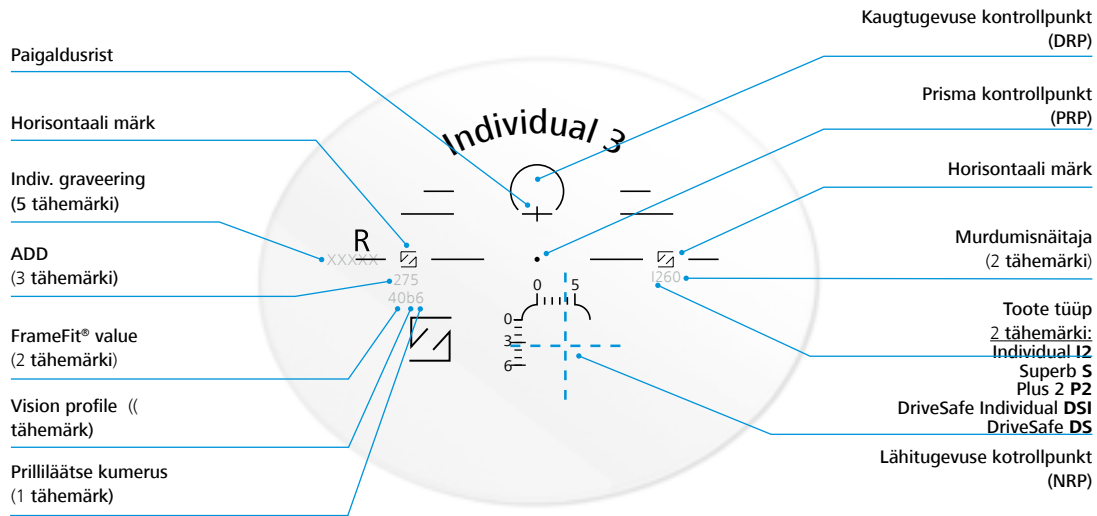 Paigaldusrist
Horisontaali märk
Indiv. graveering
(5 tähemärki)
ADD
(3 tähemärki)
FrameFit® value
(2 tähemärki)
Vision profile ((
tähemärk)
Prilliläätse kumerus
(1 tähemärk)
Individual 3
R
XXXXX
275
40b6
I260
0 5
0
3
6
Kaugtugevuse kontrollpunkt
(DRP)
Prisma kontrollpunkt
(PRP)
Horisontaali märk
Murdumisnäitaja
(2 tähemärki)
Toote tüüp
2 tähemärki:
Individual I2
Superb S
Plus 2 P2
DriveSafe Individual DSI
DriveSafe DS
Lähitugevuse kotrollpunkt
(NRP)